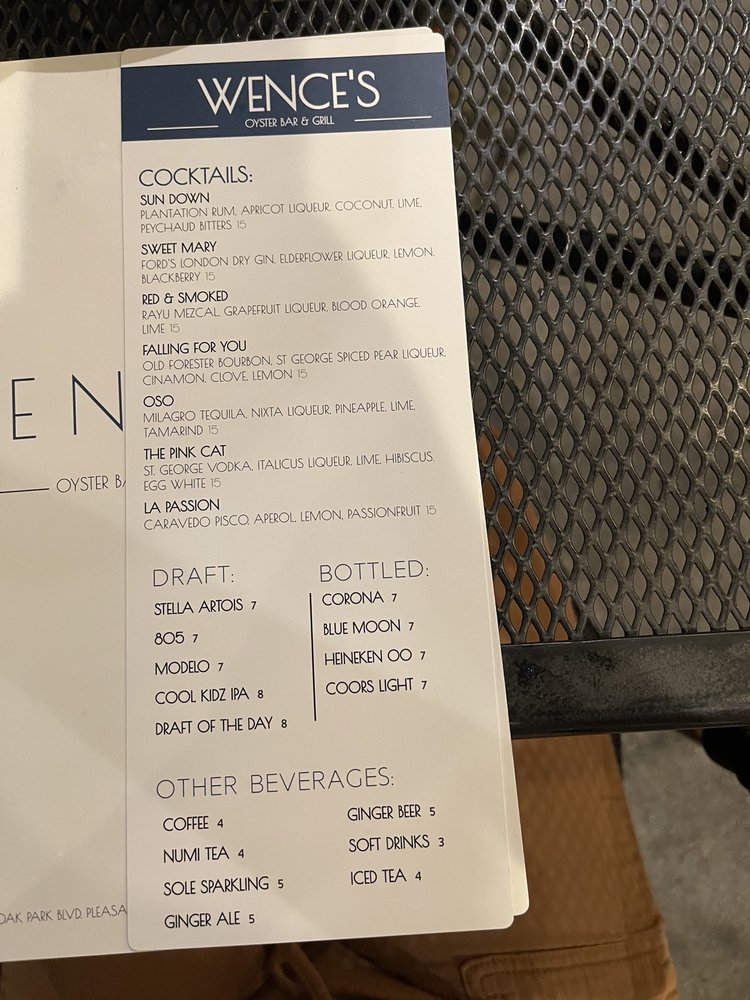 WENCE'S
OYSTER BAR & GRILL
COCKTAILS:
SUN DOWN
PLANTATION RUM, APRICOT LIQUEUR, COCONUT, LIME,
PEYCHAUD BITTERS 15
SWEET MARY
FORD'S LONDON DRY GIN, ELDERFLOWER LIQUEUR, LEMON,
BLACKBERRY 15
RED & SMOKED
RAYU MEZCAL, GRAPEFRUIT LIQUEUR, BLOOD ORANGE,
LIME 15
FALLING FOR YOU
OLD FORESTER BOURBON, ST GEORGE SPICED PEAR LIQUEUR,
CINAMON, CLOVE, LEMON 15
OSO
MILAGRO TEQUILA, NIXTA LIQUEUR, PINEAPPLE, LIME,
TAMARIND 15
THE PINK CAT
ST. GEORGE VODKA, ITALICUS LIQUEUR, LIME, HIBISCUS,
EGG WHITE 15
LA PASSION
CARAVEDO PISCO, APEROL, LEMON, PASSIONFRUIT 15
DRAFT:
STELLA ARTOIS 7
805 7
MODELO 7
COOL KIDZ IPA 8
DRAFT OF THE DAY 8
BOTTLED:
CORONA 7
BLUE MOON 7
HEINEKEN OO 7
COORS LIGHT 7
OTHER BEVERAGES:
COFFEE 4
NUMI TEA 4
SOLE SPARKLING 5
GINGER ALE 5
GINGER BEER 5
SOFT DRINKS 3
ICED TEA 4
EN
OYSTER BA
OAK PARK BLVD, PLEASA